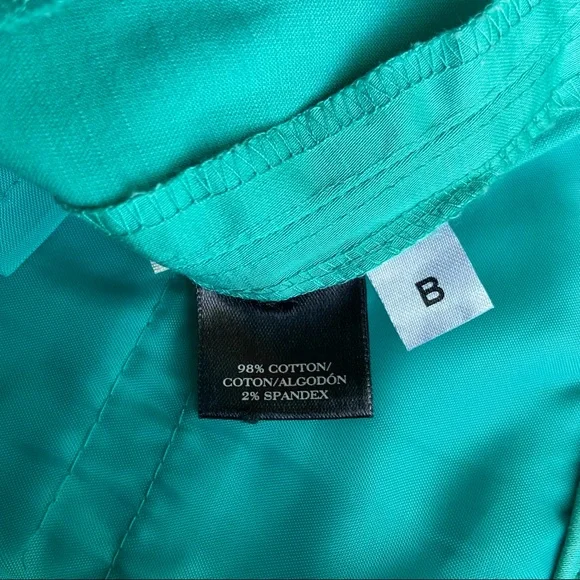 B
98% COTTON/
COTON/ALGODÓN
2% SPANDEX